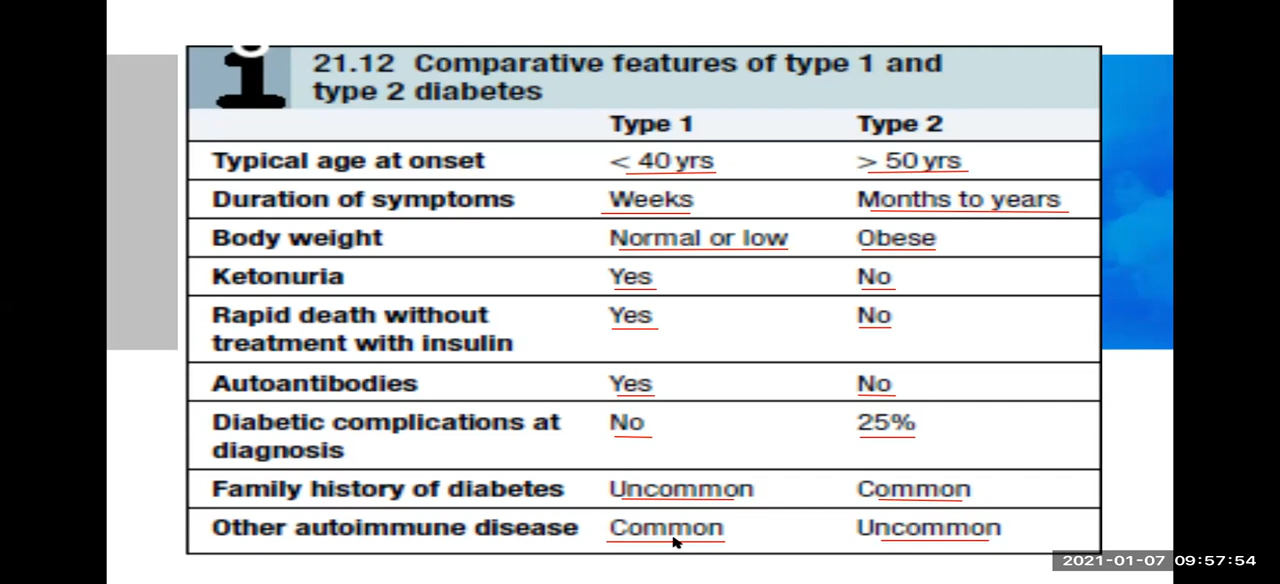 21.12 Comparative features of type 1 and
type 2 diabetes
Type 1 Type 2
Typical age at onset < 40 yrs > 50 yrs
Duration of symptoms Weeks Months to years
Body weight Normal or low Obese
Ketonuria Yes No
Rapid death without
treatment with insulin Yes No
Autoantibodies Yes No
Diabetic complications at
diagnosis No 25%
Family history of diabetes Uncommon Common
Other autoimmune disease Common Uncommon
2021-01-07 09:57:54